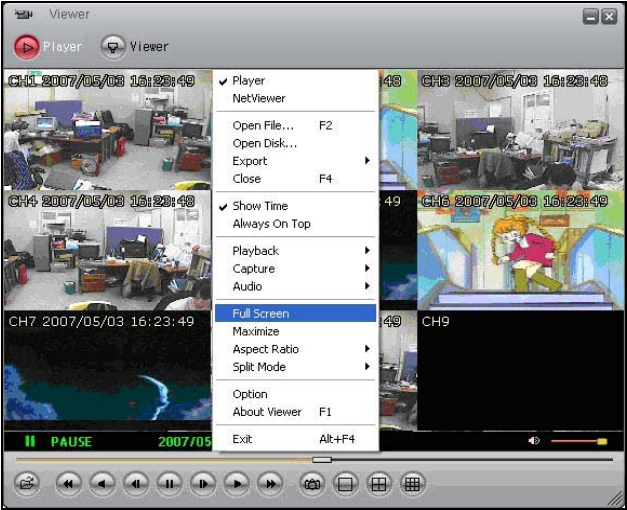 Viewer
Player Viewer
CH1 2007/05/03 16:23:49
48
CH3 2007/05/03 16:23:48
Player
NetViewer
Open File... F2
Open Disk...
Export
Close F4
CH4 2007/05/03 16:23:48
49
CH6 2007/05/03 16:23:49
Show Time
Always On Top
Playback
Capture
Audio
Full Screen
CH7 2007/05/03 16:23:49
49
CH9
Maximize
Aspect Ratio
Split Mode
Option
About Viewer F1
Exit Alt+F4
PAUSE 2007/05